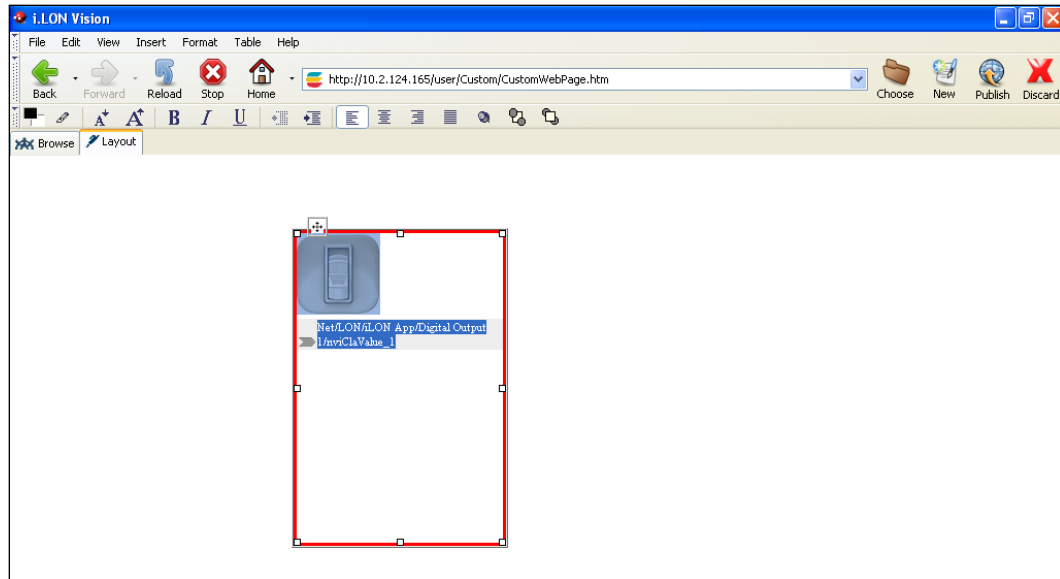 i.LON Vision
File Edit View Insert Format Table Help
http://10.2.124.165/user/Custom/CustomWebPage.htm
Back Forward Reload Stop Home Choose New Publish Discard
A A B I U
Browse Layout
Net/LON/iLON App/Digital Output
1/nviClaValue_1